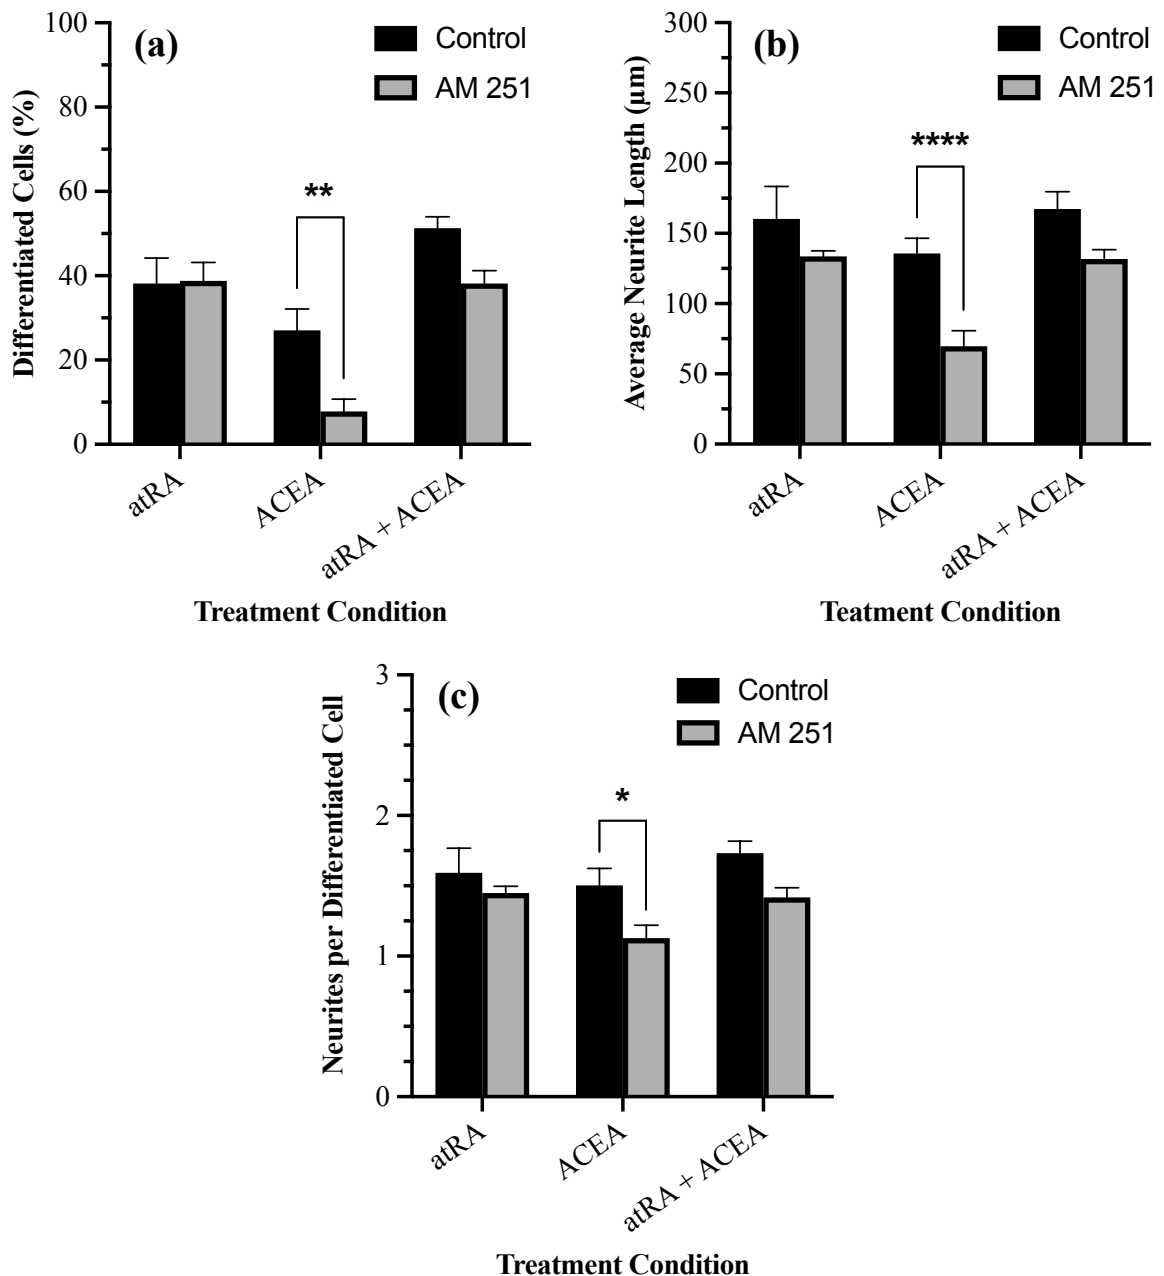 (a)
Control
AM 251
Differentiated Cells (%)
100
80
60
40
20
0
**
atRA
ACEA
atRA + ACEA
Treatment Condition
(b)
Control
AM 251
Average Neurite Length (μm)
300
250
200
150
100
50
0
****
atRA
ACEA
atRA + ACEA
Teatment Condition
(c)
Control
AM 251
Neurites per Differentiated Cell
3
2
1
0
*
atRA
ACEA
atRA + ACEA
Treatment Condition